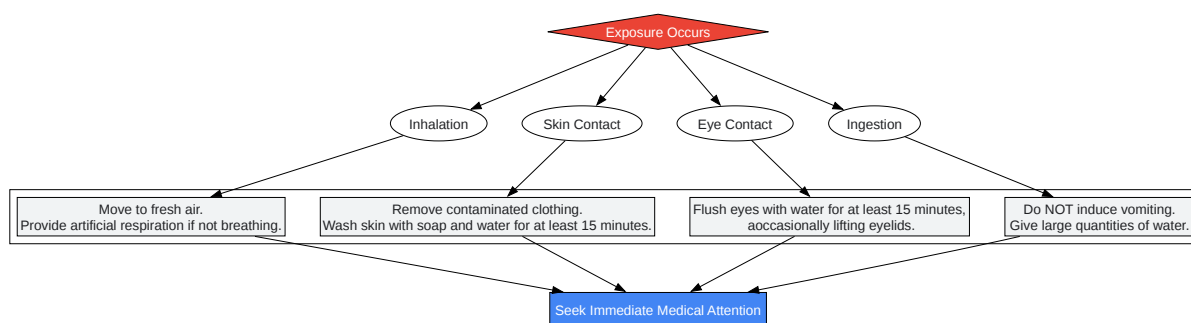 Exposure Occurs
Inhalation
Skin Contact
Eye Contact
Ingestion
Move to fresh air.
Provide artificial respiration if not breathing.
Remove contaminated clothing.
Wash skin with soap and water for at least 15 minutes.
Flush eyes with water for at least 15 minutes,
aoccasionally lifting eyelids.
Do NOT induce vomiting.
Give large quantities of water.
Seek Immediate Medical Attention